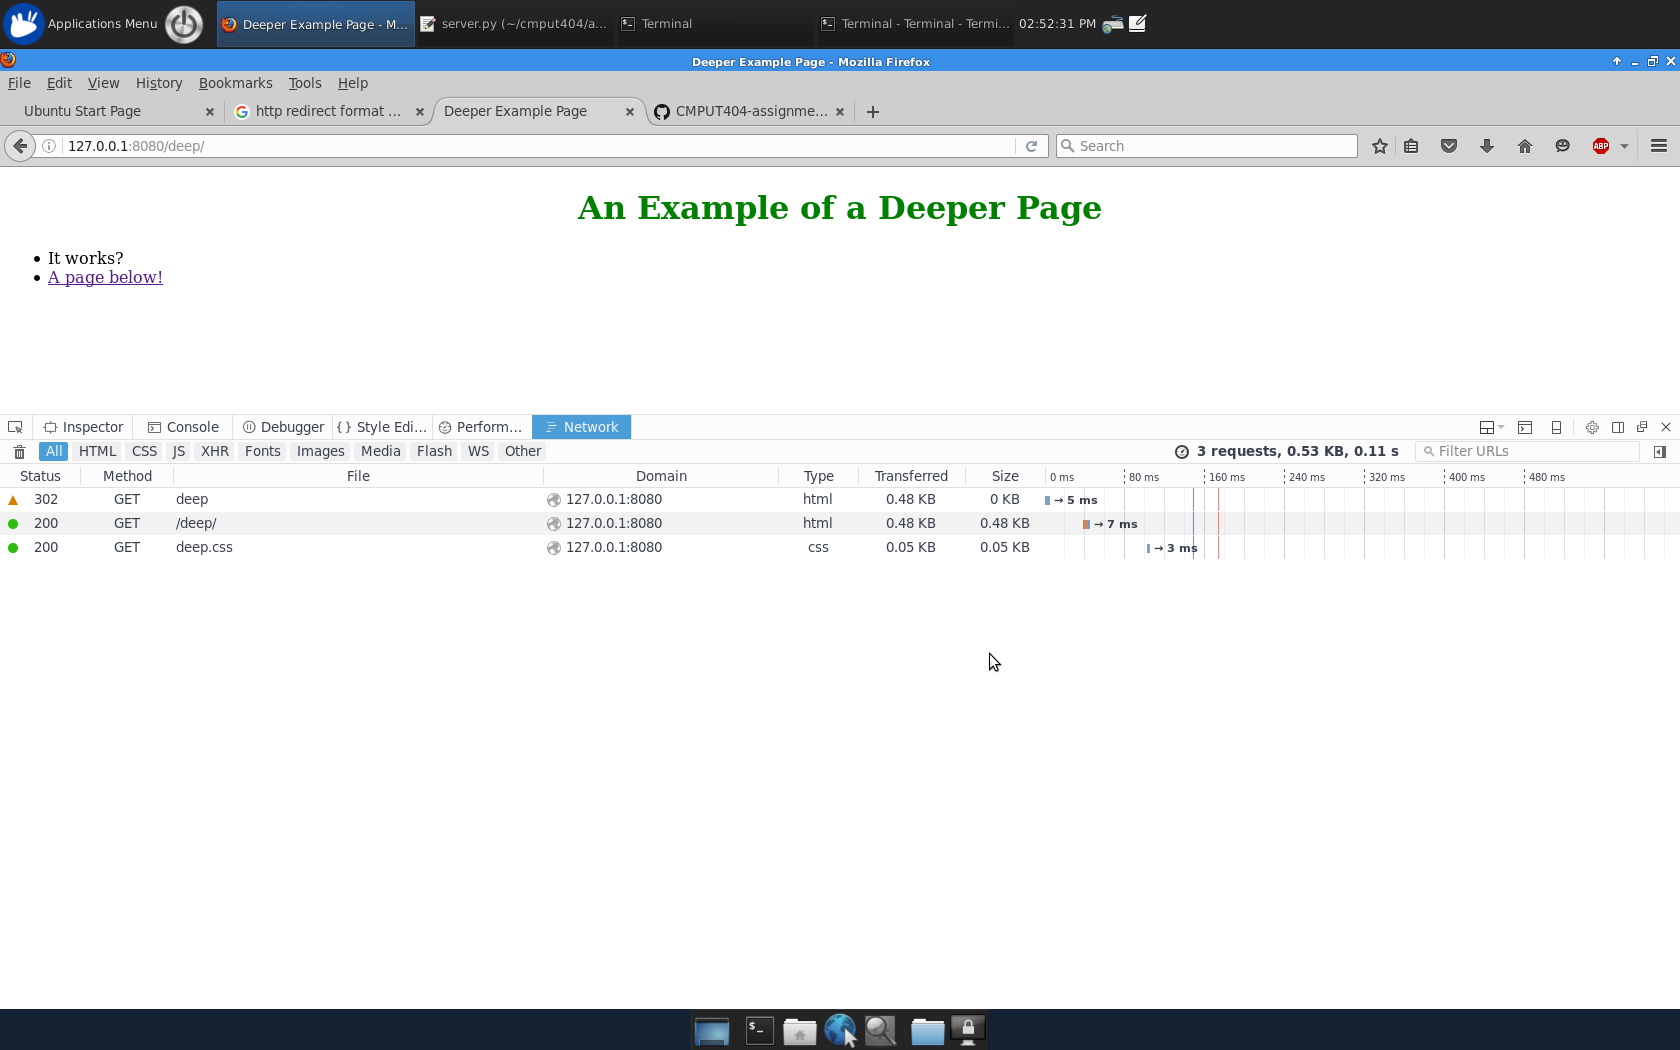 Applications Menu Deeper Example Page - M... server.py (~/cmput404/a... Terminal Terminal - Terminal - Termi... 02:52:31 PM
Deeper Example Page - Mozilla Firefox
File Edit View History Bookmarks Tools Help
Ubuntu Start Page http redirect format ... Deeper Example Page CMPUT404-assignme...
127.0.0.1:8080/deep/ Search ABP
An Example of a Deeper Page
• It works?
• A page below!
Inspector Console Debugger { } Style Edi... Perform... Network
All HTML CSS JS XHR Fonts Images Media Flash WS Other 3 requests, 0.53 KB, 0.11 s Filter URLs
Status Method File Domain Type Transferred Size 0 ms 80 ms 160 ms 240 ms 320 ms 400 ms 480 ms
302 GET deep 127.0.0.1:8080 html 0.48 KB 0 KB → 5 ms
200 GET /deep/ 127.0.0.1:8080 html 0.48 KB 0.48 KB → 7 ms
200 GET deep.css 127.0.0.1:8080 css 0.05 KB 0.05 KB → 3 ms
$_